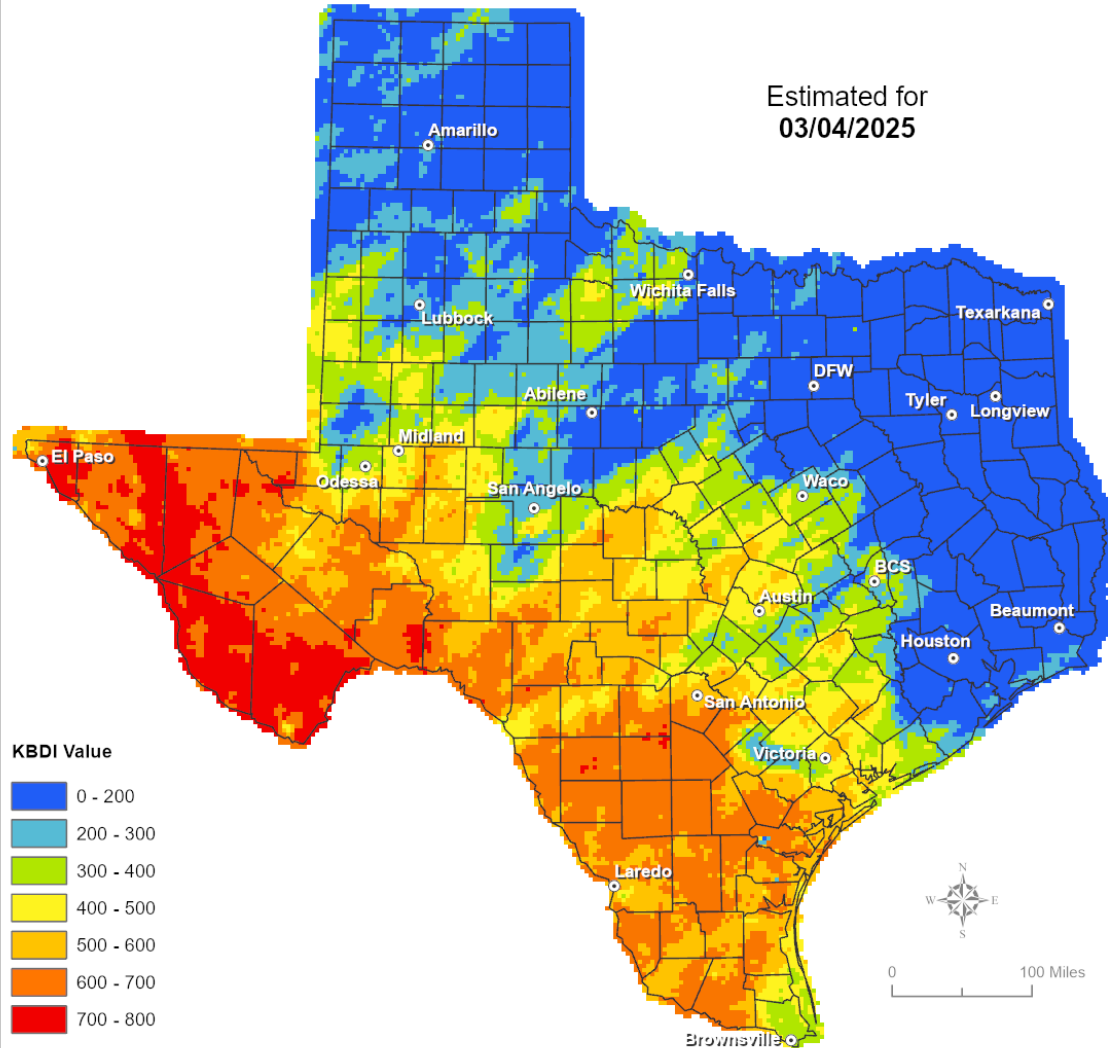 Estimated for
03/04/2025
Amarillo
Wichita Falls
Lubbock
Texarkana
DFW
Abilene
Tyler
Longview
Midland
El Paso
Odessa
San Angelo
Waco
BCS
Austin
Beaumont
Houston
San Antonio
Victoria
KBDI Value
0 - 200
200 - 300
300 - 400
400 - 500
500 - 600
600 - 700
700 - 800
Laredo
N
W E
S
0 100 Miles
Brownsville